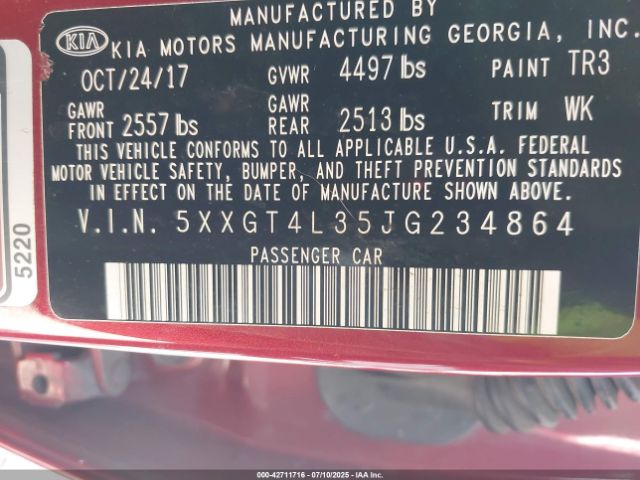 MANUFACTURED BY
KIA KIA MOTORS MANUFACTURING GEORGIA, INC.
OCT/24/17 GVWR 4497 lbs PAINT TR3
GAWR FRONT 2557 lbs GAWR REAR 2513 lbs TRIM WK
THIS VEHICLE CONFORMS TO ALL APPLICABLE U.S.A. FEDERAL
MOTOR VEHICLE SAFETY, BUMPER, AND THEFT PREVENTION STANDARDS
IN EFFECT ON THE DATE OF MANUFACTURE SHOWN ABOVE.
V.I.N. 5XXGT4L35JG234864
PASSENGER CAR
5220
000-42711716 07/10/2025 IAAI.COM